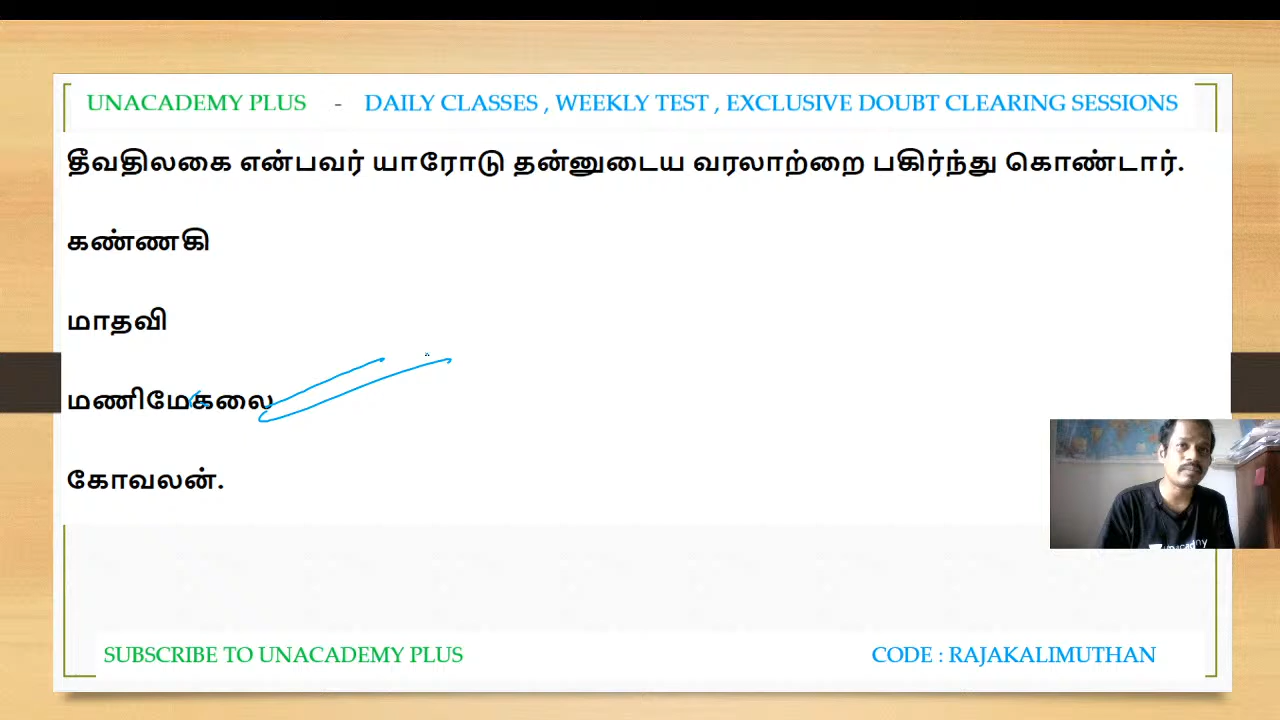 UNACADEMY PLUS - DAILY CLASSES , WEEKLY TEST , EXCLUSIVE DOUBT CLEARING SESSIONS
தீவதிலகை என்பவர் யாரோடு தன்னுடைய வரலாற்றை பகிர்ந்து கொண்டார்.
கண்ணகி
மாதவி
மணிமேகலை
கோவலன்.
SUBSCRIBE TO UNACADEMY PLUS CODE : RAJAKALIMUTHAN